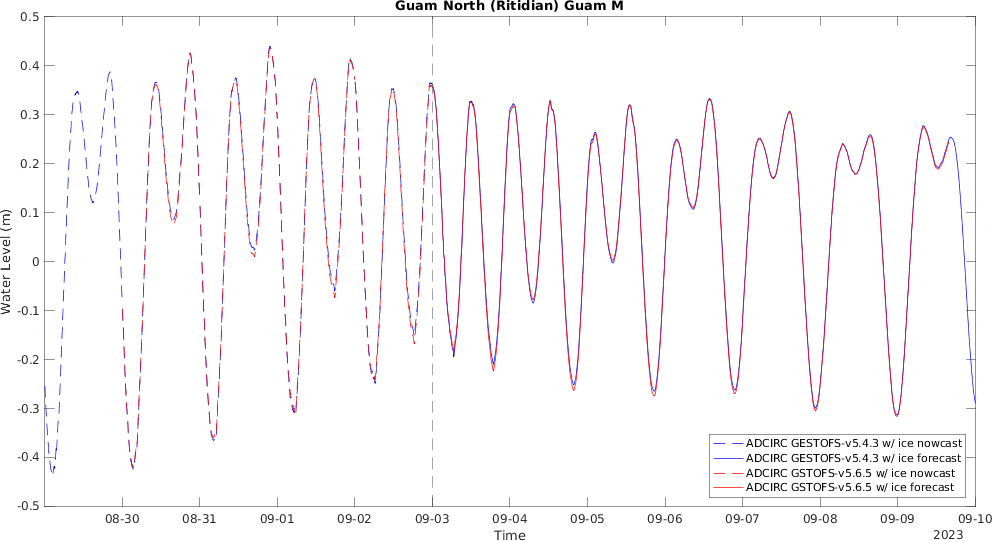 Guam North (Ritidian) Guam M
0.5
0.4
0.3
0.2
0.1
0
-0.1
-0.2
-0.3
-0.4
-0.5
Water Level (m)
08-30 08-31 09-01 09-02 09-03 09-04 09-05 09-06 09-07 09-08 09-09 09-10
Time
2023
ADCIRC GESTOFS-v5.4.3 w/ ice nowcast
ADCIRC GESTOFS-v5.4.3 w/ ice forecast
ADCIRC GSTOFS-v5.6.5 w/ ice nowcast
ADCIRC GSTOFS-v5.6.5 w/ ice forecast